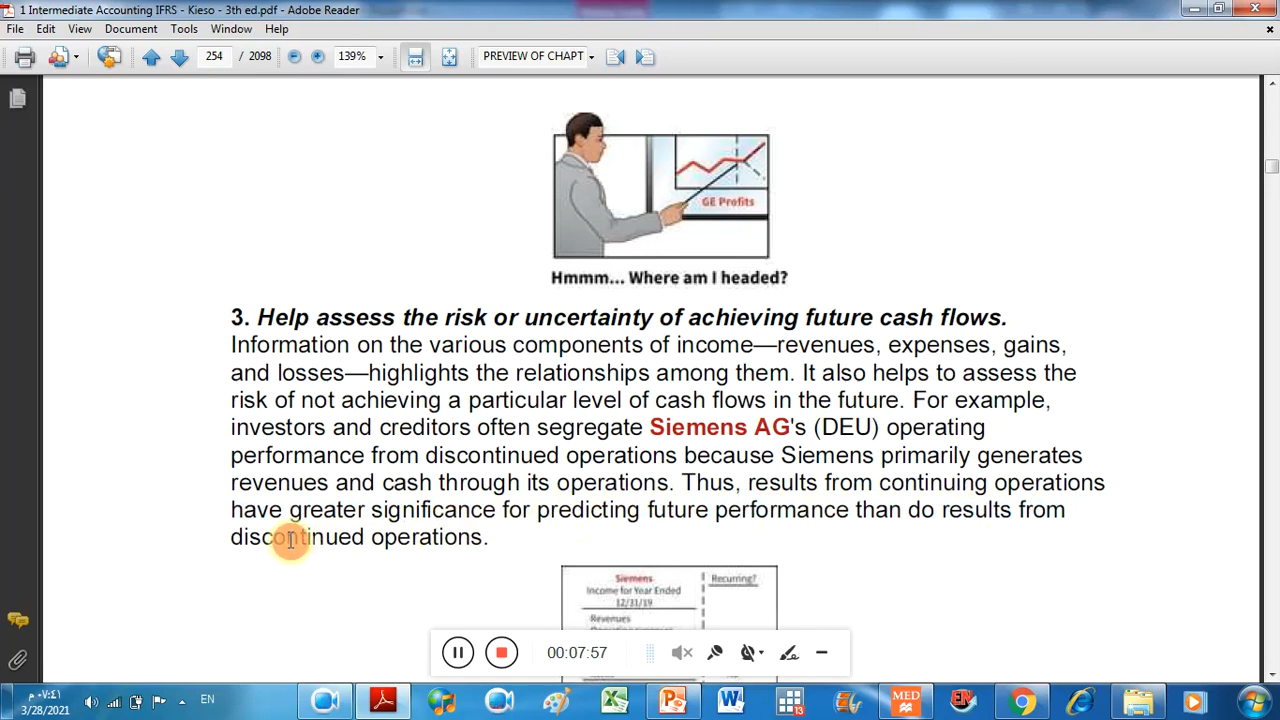 1 Intermediate Accounting IFRS - Kieso - 3th ed.pdf - Adobe Reader
File Edit View Document Tools Window Help
254 / 2098 139% PREVIEW OF CHAPT
GE Profits
Hmmm... Where am I headed?
3. Help assess the risk or uncertainty of achieving future cash flows.
Information on the various components of income—revenues, expenses, gains,
and losses—highlights the relationships among them. It also helps to assess the
risk of not achieving a particular level of cash flows in the future. For example,
investors and creditors often segregate Siemens AG's (DEU) operating
performance from discontinued operations because Siemens primarily generates
revenues and cash through its operations. Thus, results from continuing operations
have greater significance for predicting future performance than do results from
discontinued operations.
Siemens Recurring?
Income for Year Ended
12/31/19
Revenues
00:07:57
EN
م ٠٧:٤١
3/28/2021
13
MED
EN